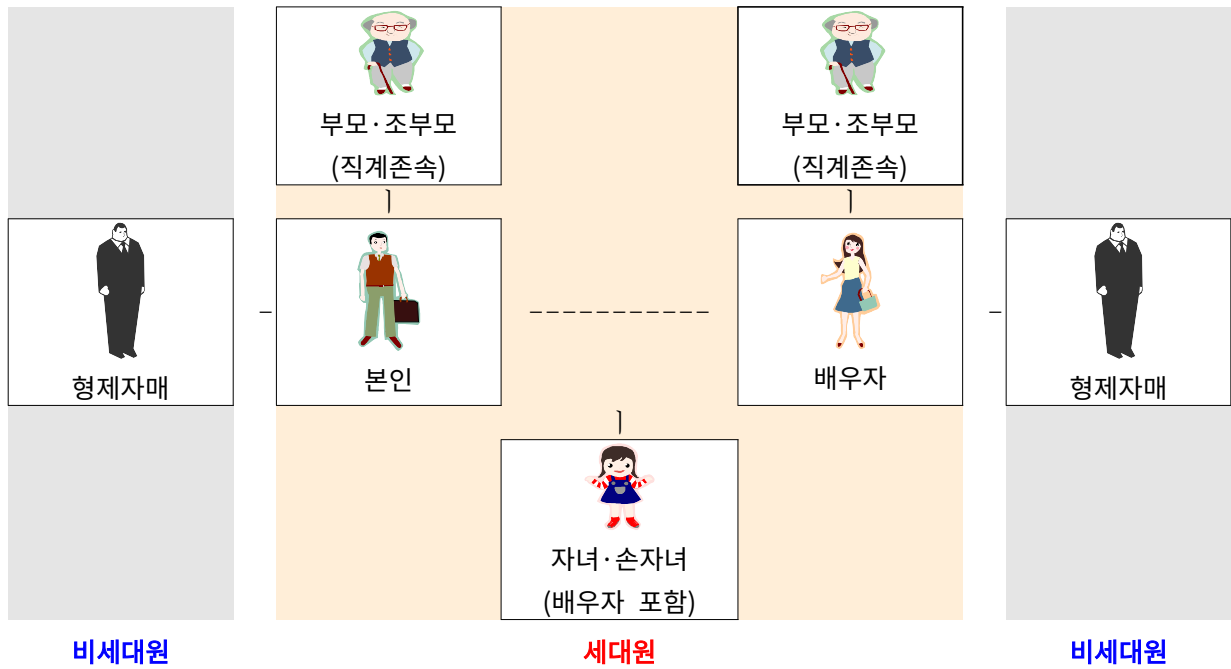 부모·조부모
(직계존속)
부모·조부모
(직계존속)
형제자매
본인
배우자
형제자매
자녀·손자녀
(배우자 포함)
비세대원
세대원
비세대원